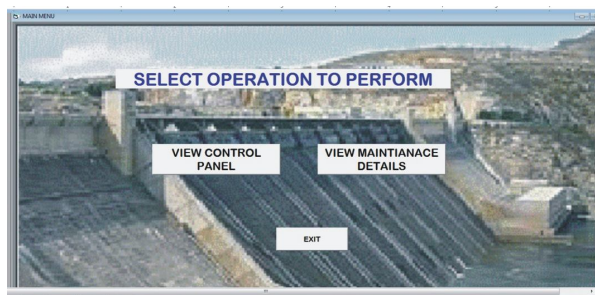 MAIN MENU
SELECT OPERATION TO PERFORM
VIEW CONTROL
PANEL
VIEW MAINTIANACE
DETAILS
EXIT